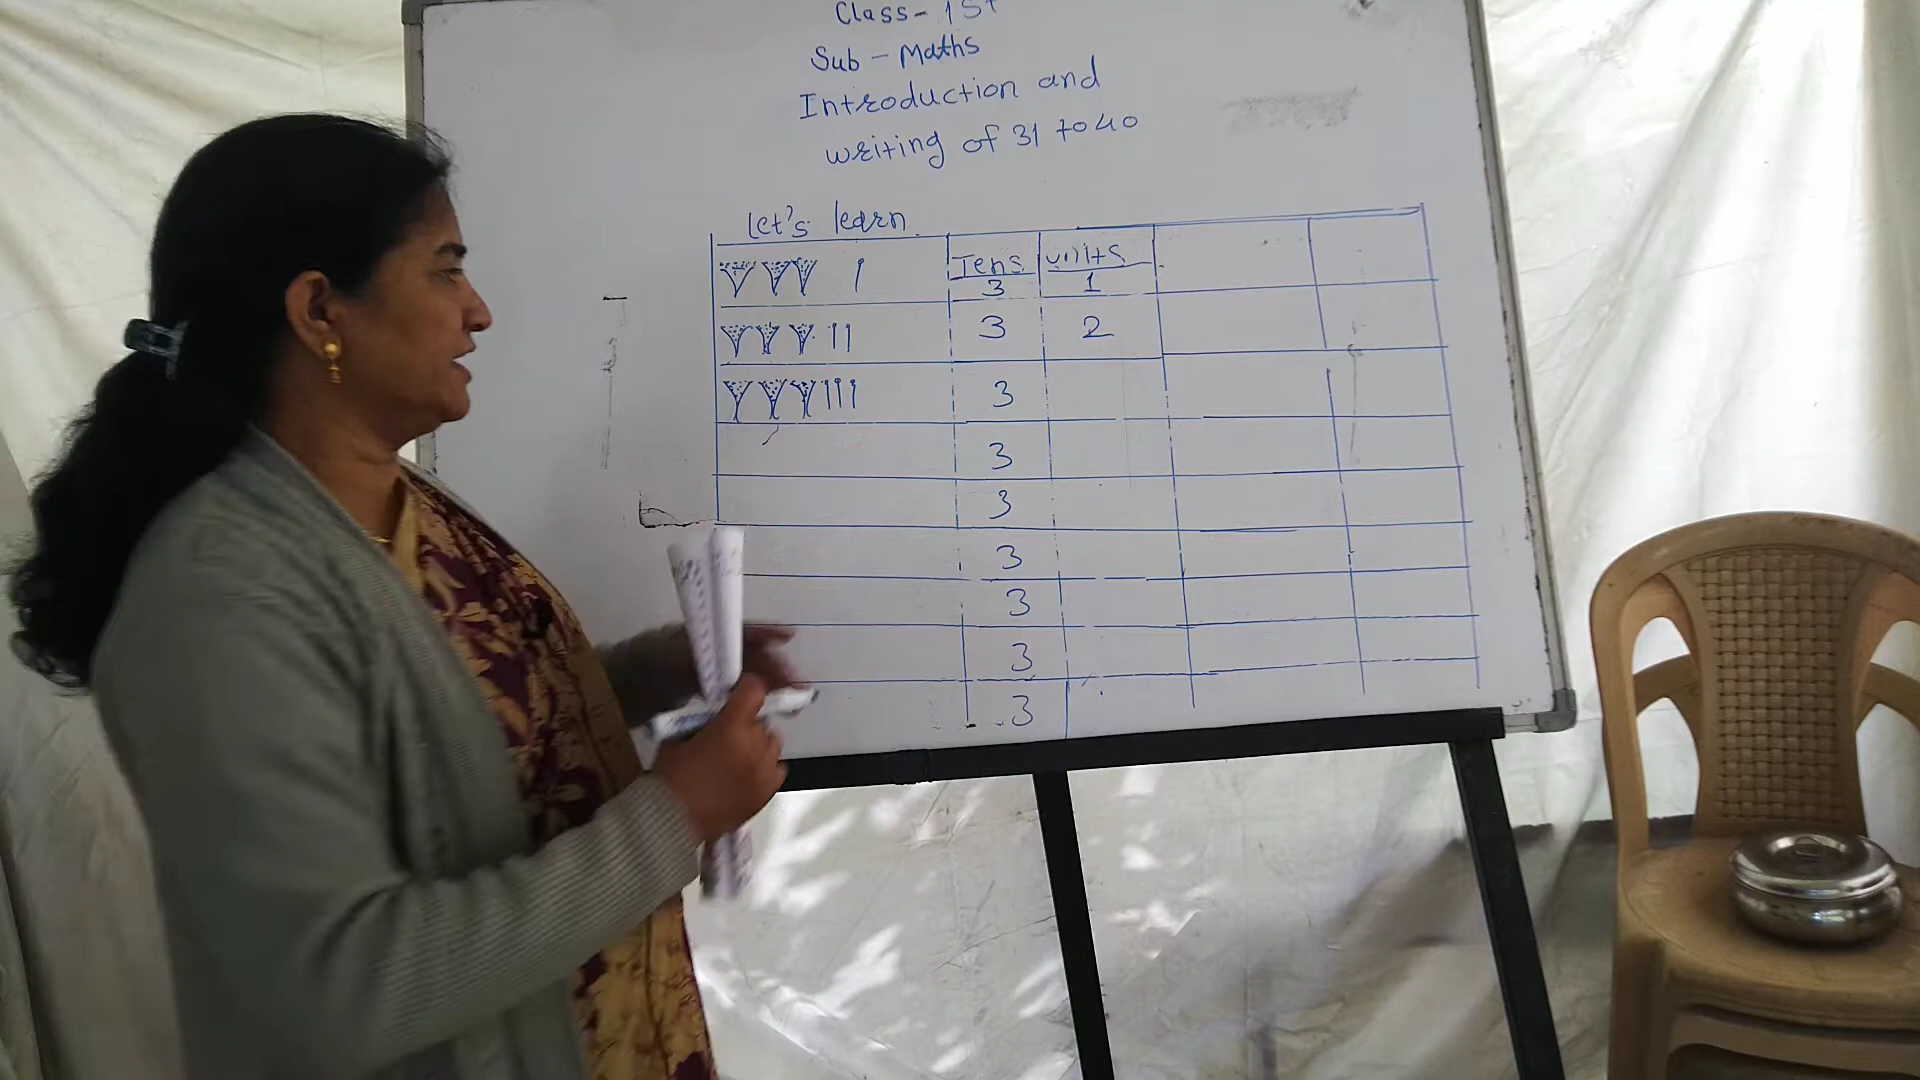 Class - 1st
Sub - Maths
Introduction and
writing of 31 to 40
Let's learn
Tens units
3 1
3 2
3
3
3
3
3
3
3